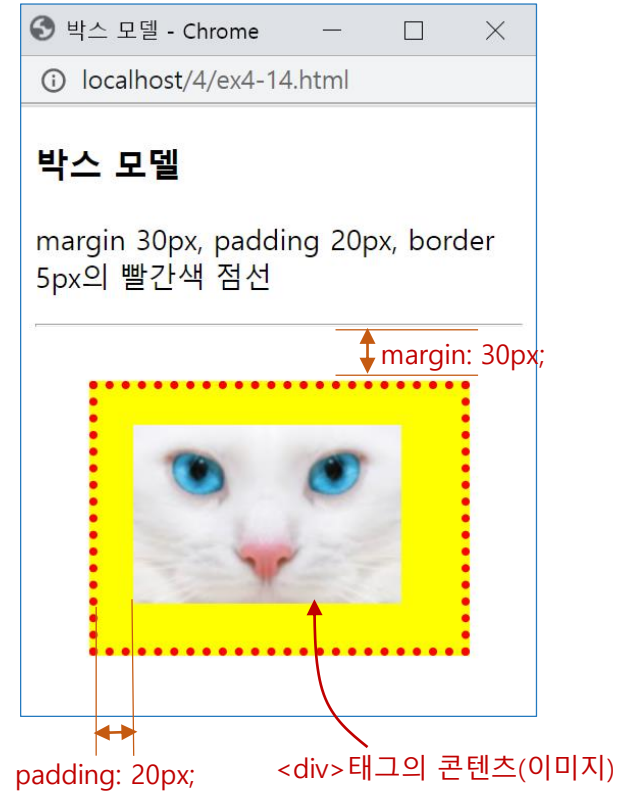 박스 모델 - Chrome
localhost/4/ex4-14.html
박스 모델
margin 30px, padding 20px, border
5px의 빨간색 점선
margin: 30px;
padding: 20px;
<div>태그의 콘텐츠(이미지)